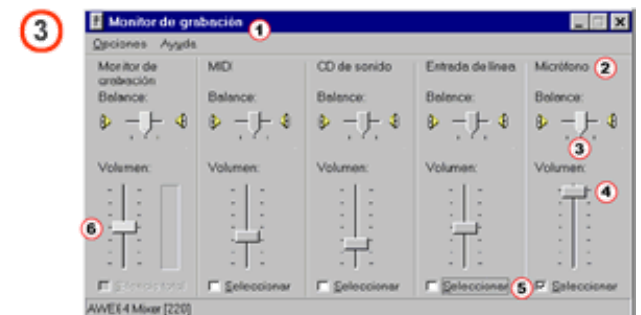 3
Monitor de grabación 1
Opciones Ayuda
Monitor de grabación MIDI CD de sonido Entrada de línea Micrófono 2
Balance: Balance: Balance: Balance: Balance:
3
Volumen: Volumen: Volumen: Volumen: Volumen:
4
6
Silencio total Seleccionar Seleccionar Seleccionar 5 Seleccionar
AWE64 Mixer [220]